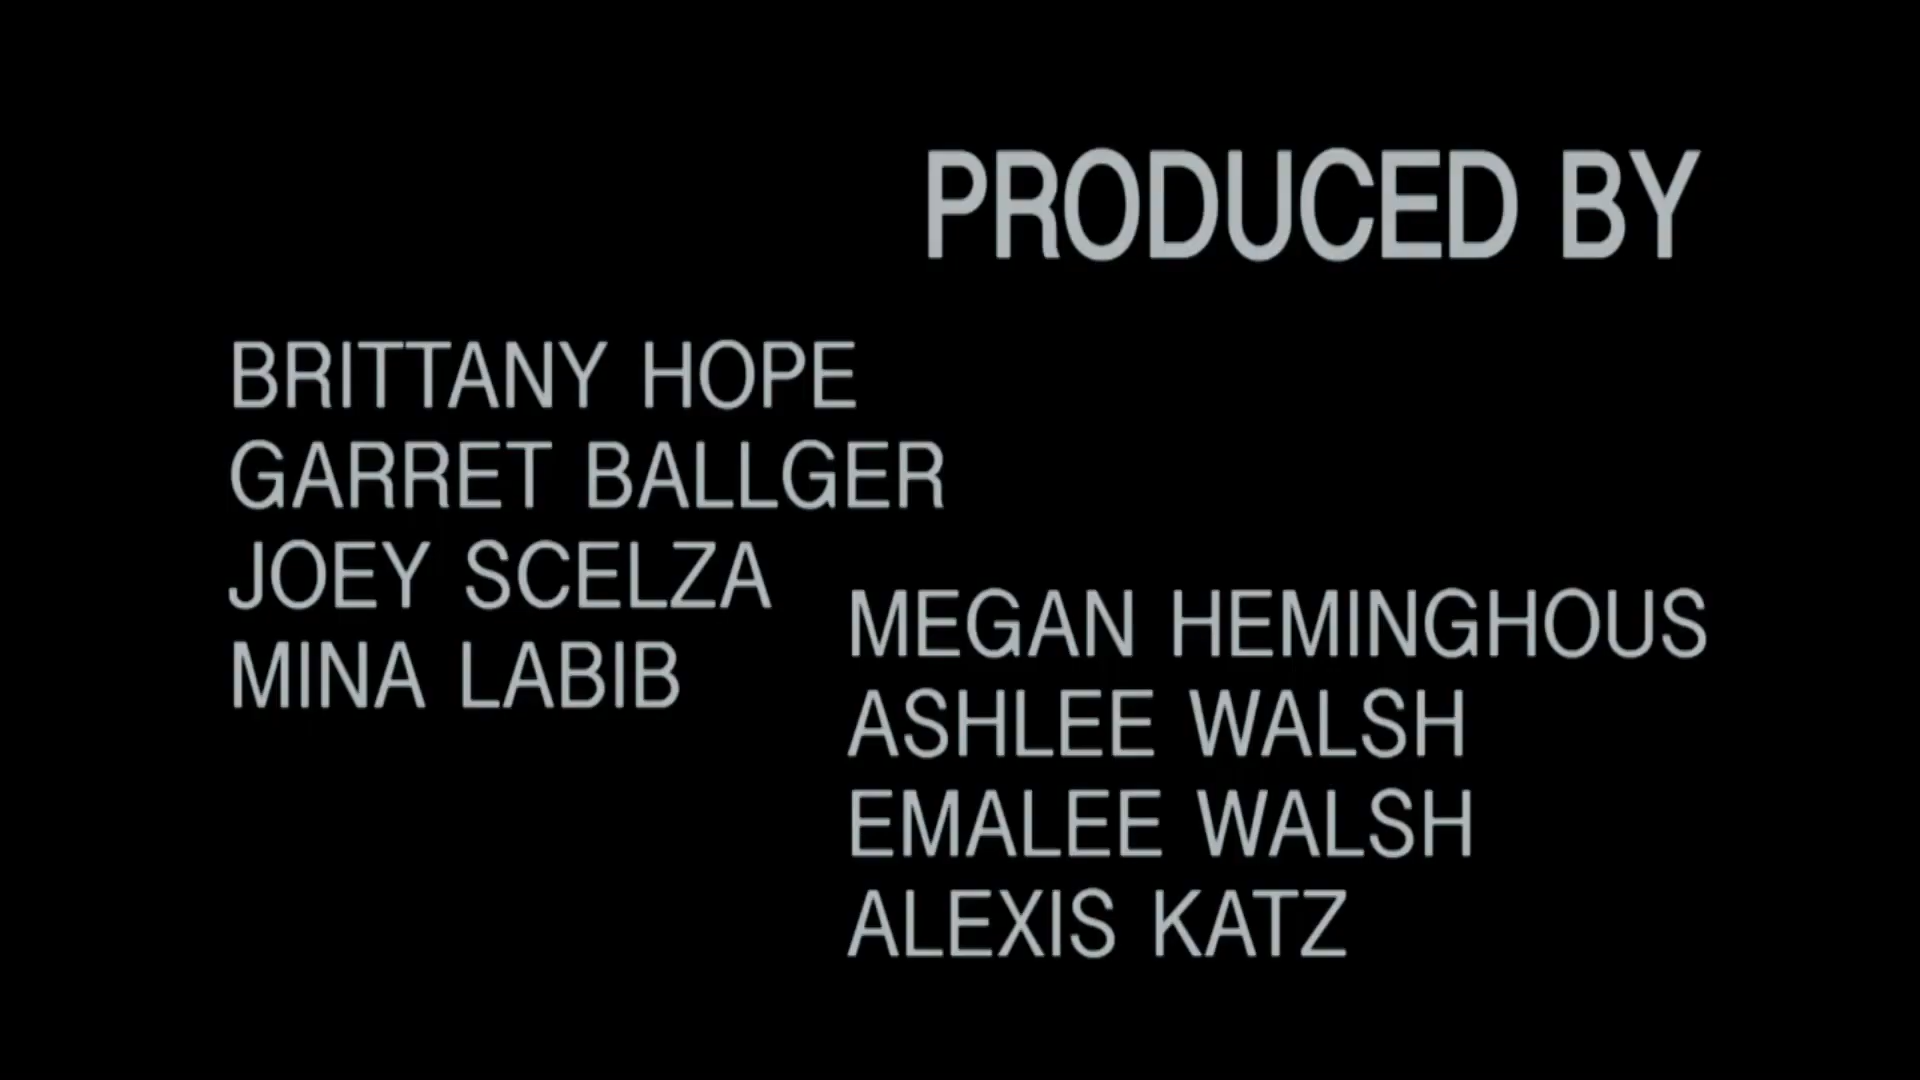 PRODUCED BY
BRITTANY HOPE
GARRET BALLGER
JOEY SCELZA
MINA LABIB
MEGAN HEMINGHOUS
ASHLEE WALSH
EMALEE WALSH
ALEXIS KATZ